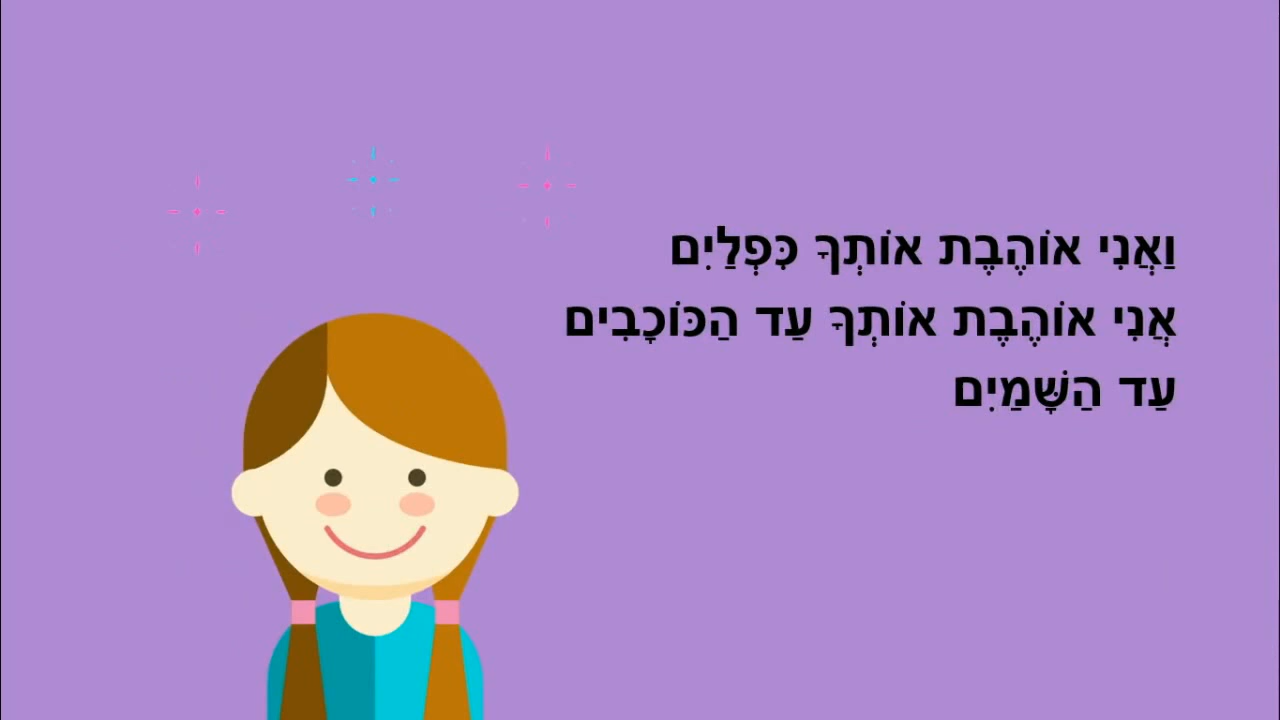 וַאֲנִי אוֹהֶבֶת אוֹתְךָ כִּפְלַיִם
אֲנִי אוֹהֶבֶת אוֹתְךָ עַד הַכּוֹכָבִים
עַד הַשָּׁמַיִם